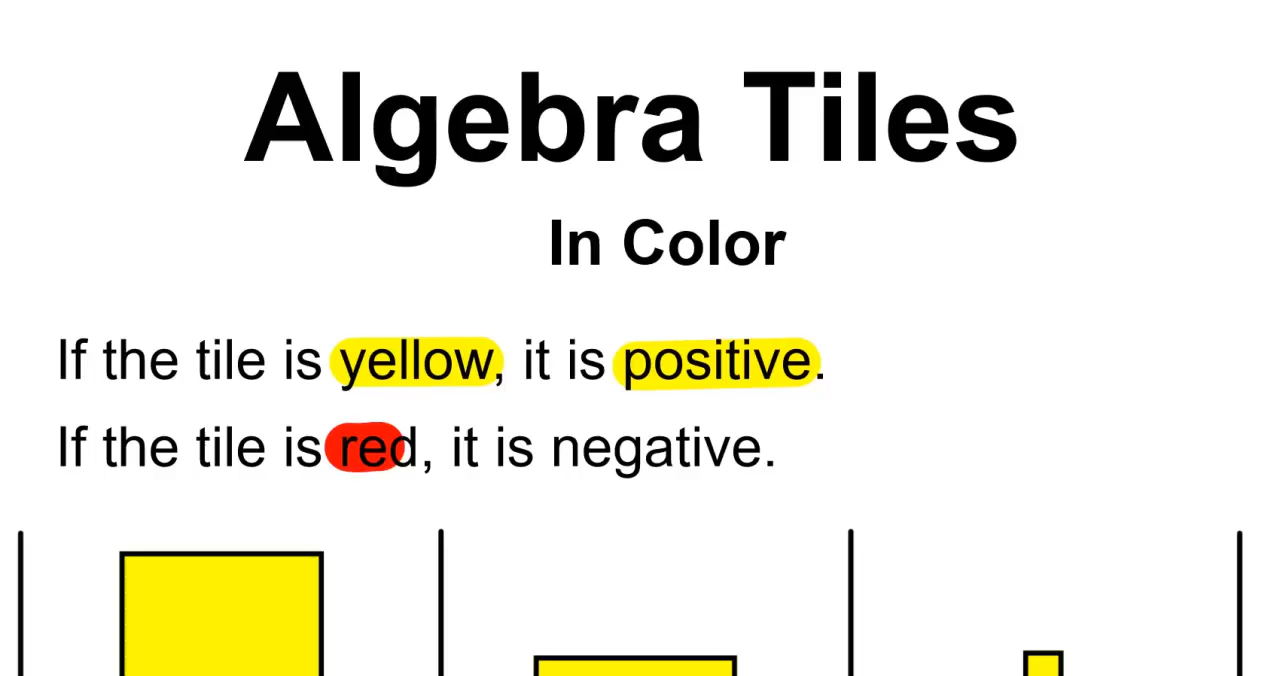 Algebra Tiles
In Color
If the tile is yellow, it is positive.
If the tile is red, it is negative.